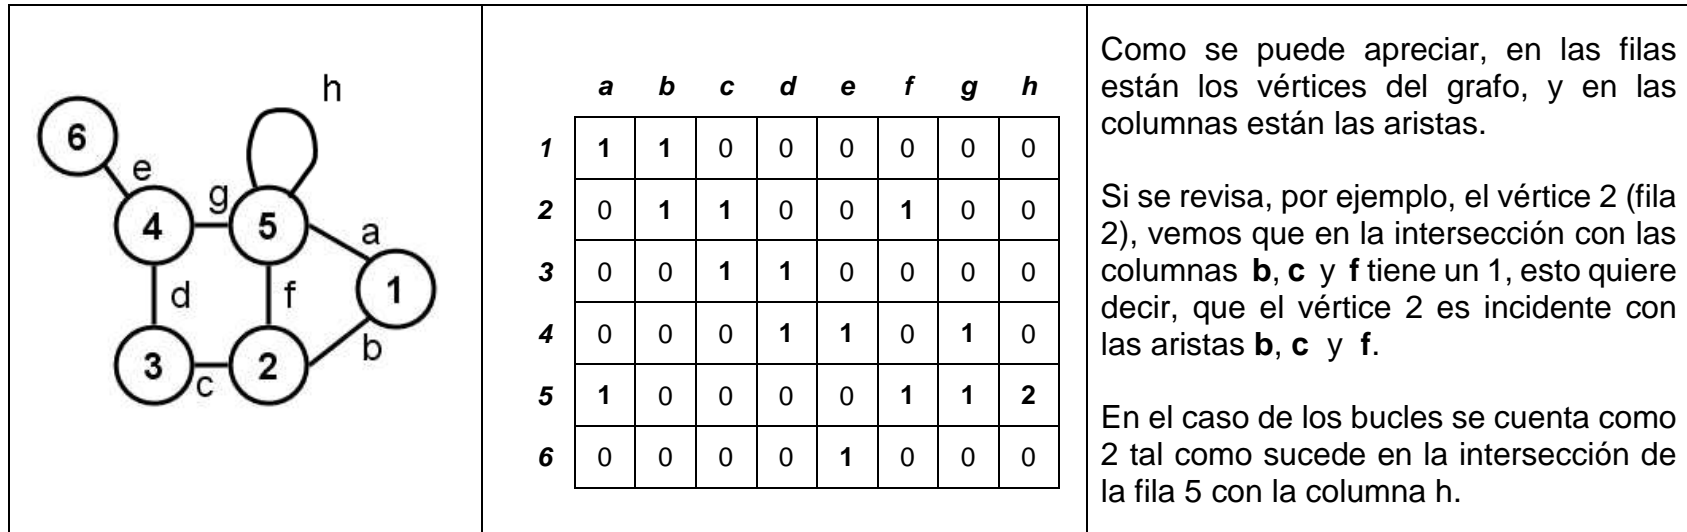 h
6
e
g
4
5
a
d
f
1
3
c
2
b
a b c d e f g h
1 1 1 0 0 0 0 0 0
2 0 1 1 0 0 1 0 0
3 0 0 1 1 0 0 0 0
4 0 0 0 1 1 0 1 0
5 1 0 0 0 0 1 1 2
6 0 0 0 0 1 0 0 0
Como se puede apreciar, en las filas
están los vértices del grafo, y en las
columnas están las aristas.
Si se revisa, por ejemplo, el vértice 2 (fila
2), vemos que en la intersección con las
columnas b, c y f tiene un 1, esto quiere
decir, que el vértice 2 es incidente con
las aristas b, c y f.
En el caso de los bucles se cuenta como
2 tal como sucede en la intersección de
la fila 5 con la columna h.